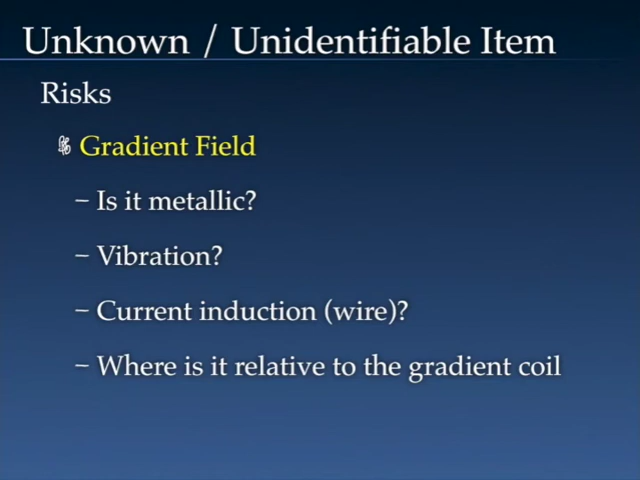 Unknown / Unidentifiable Item
Risks
Gradient Field
– Is it metallic?
– Vibration?
– Current induction (wire)?
– Where is it relative to the gradient coil